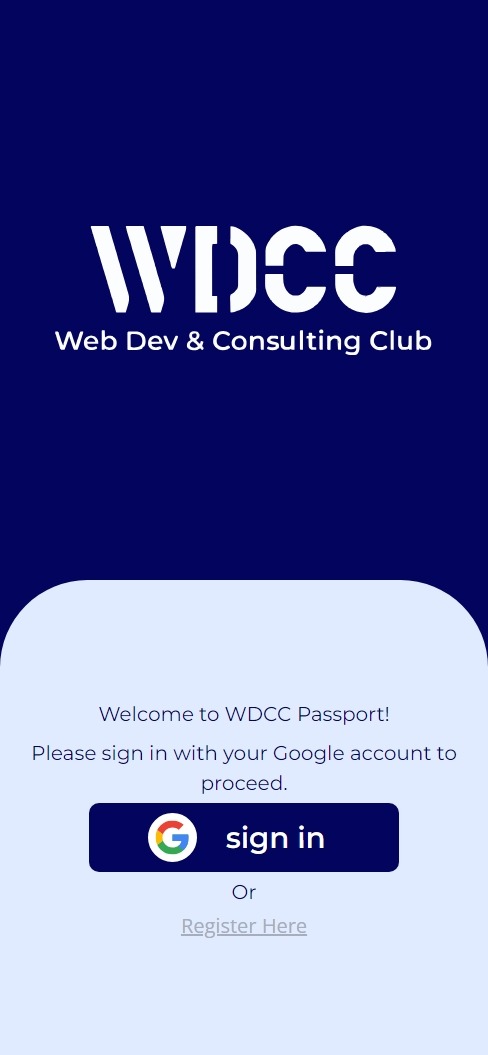 WDCC
Web Dev & Consulting Club
Welcome to WDCC Passport!
Please sign in with your Google account to
proceed.
sign in
Or
Register Here